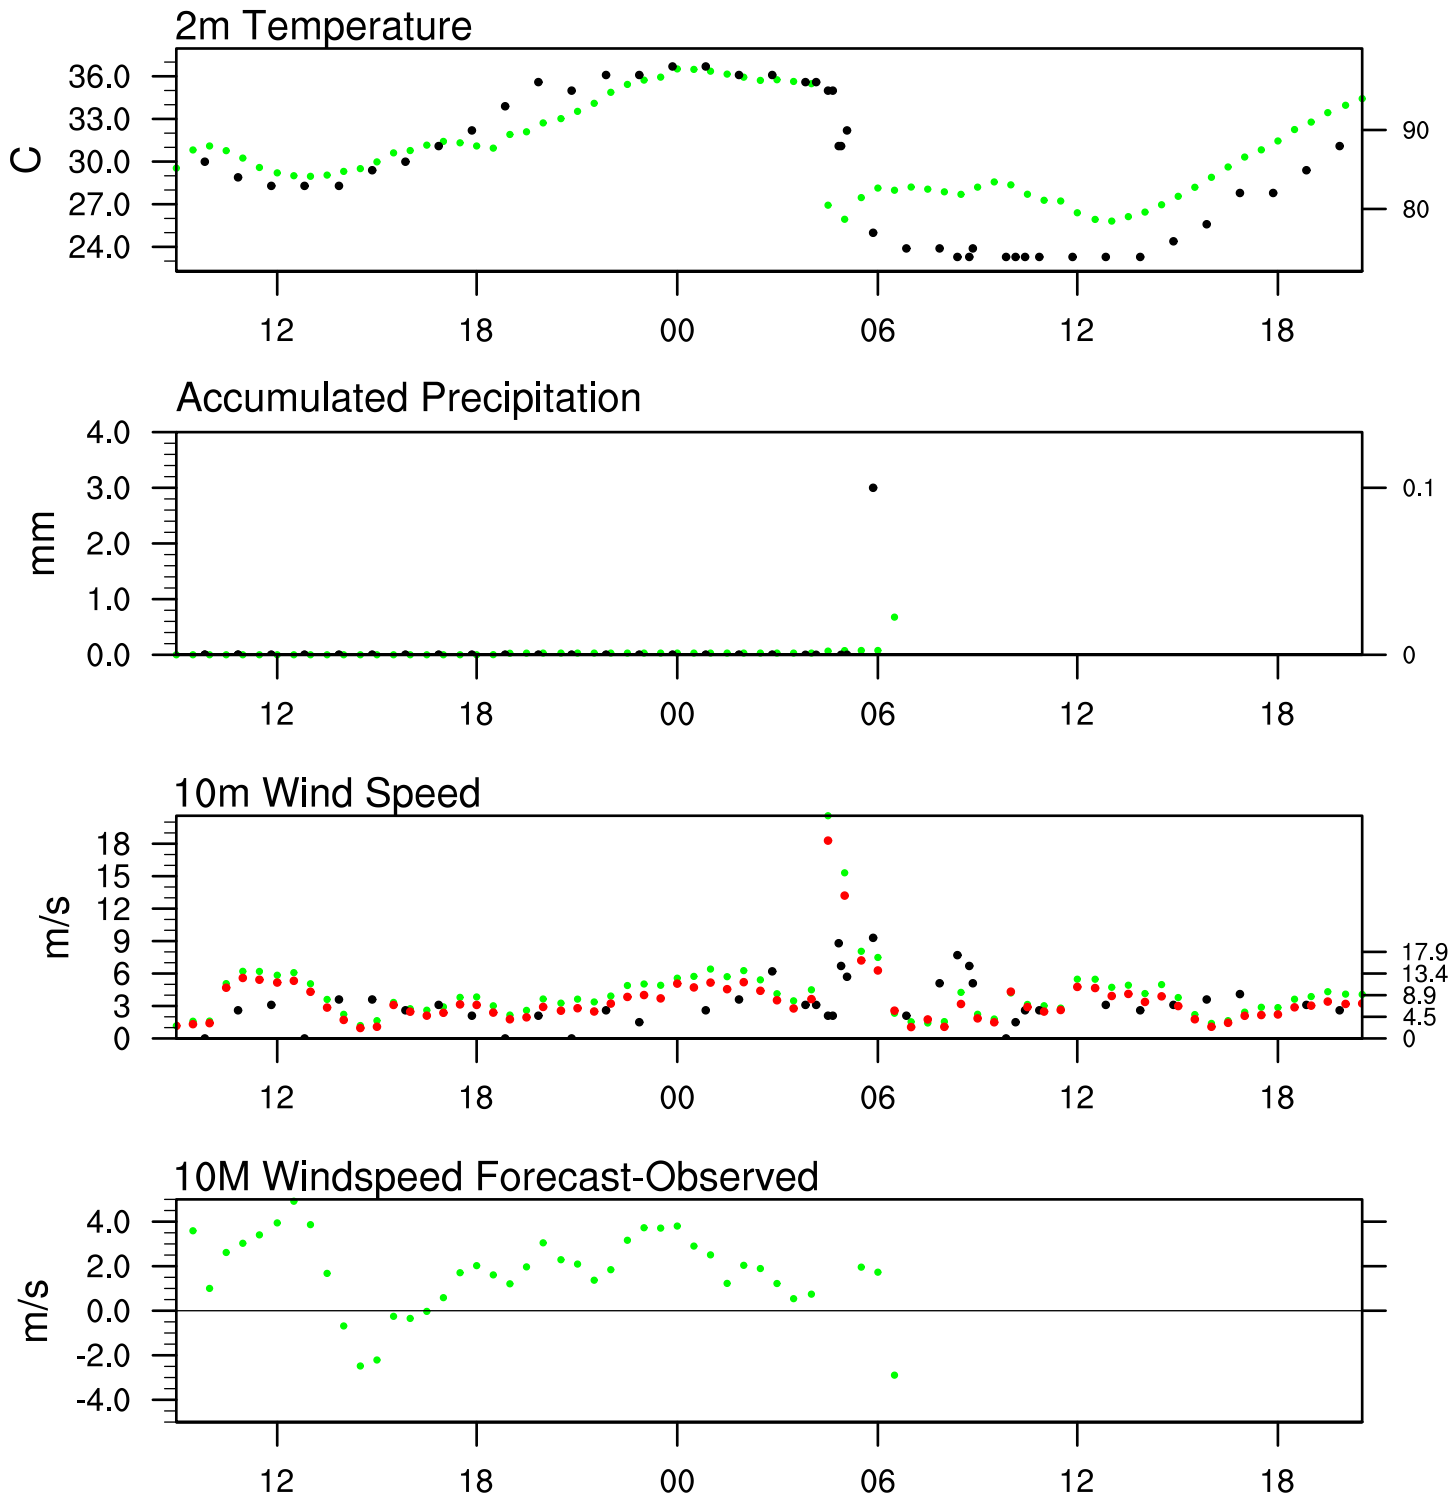 2m Temperature
C
36.0
33.0
30.0
27.0
24.0
90
80
12 18 00 06 12 18
Accumulated Precipitation
mm
4.0
3.0
2.0
1.0
0.0
0.1
0
12 18 00 06 12 18
10m Wind Speed
m/s
18
15
12
9
6
3
0
17.9
13.4
8.9
4.5
0
12 18 00 06 12 18
10M Windspeed Forecast-Observed
m/s
4.0
2.0
0.0
-2.0
-4.0
12 18 00 06 12 18